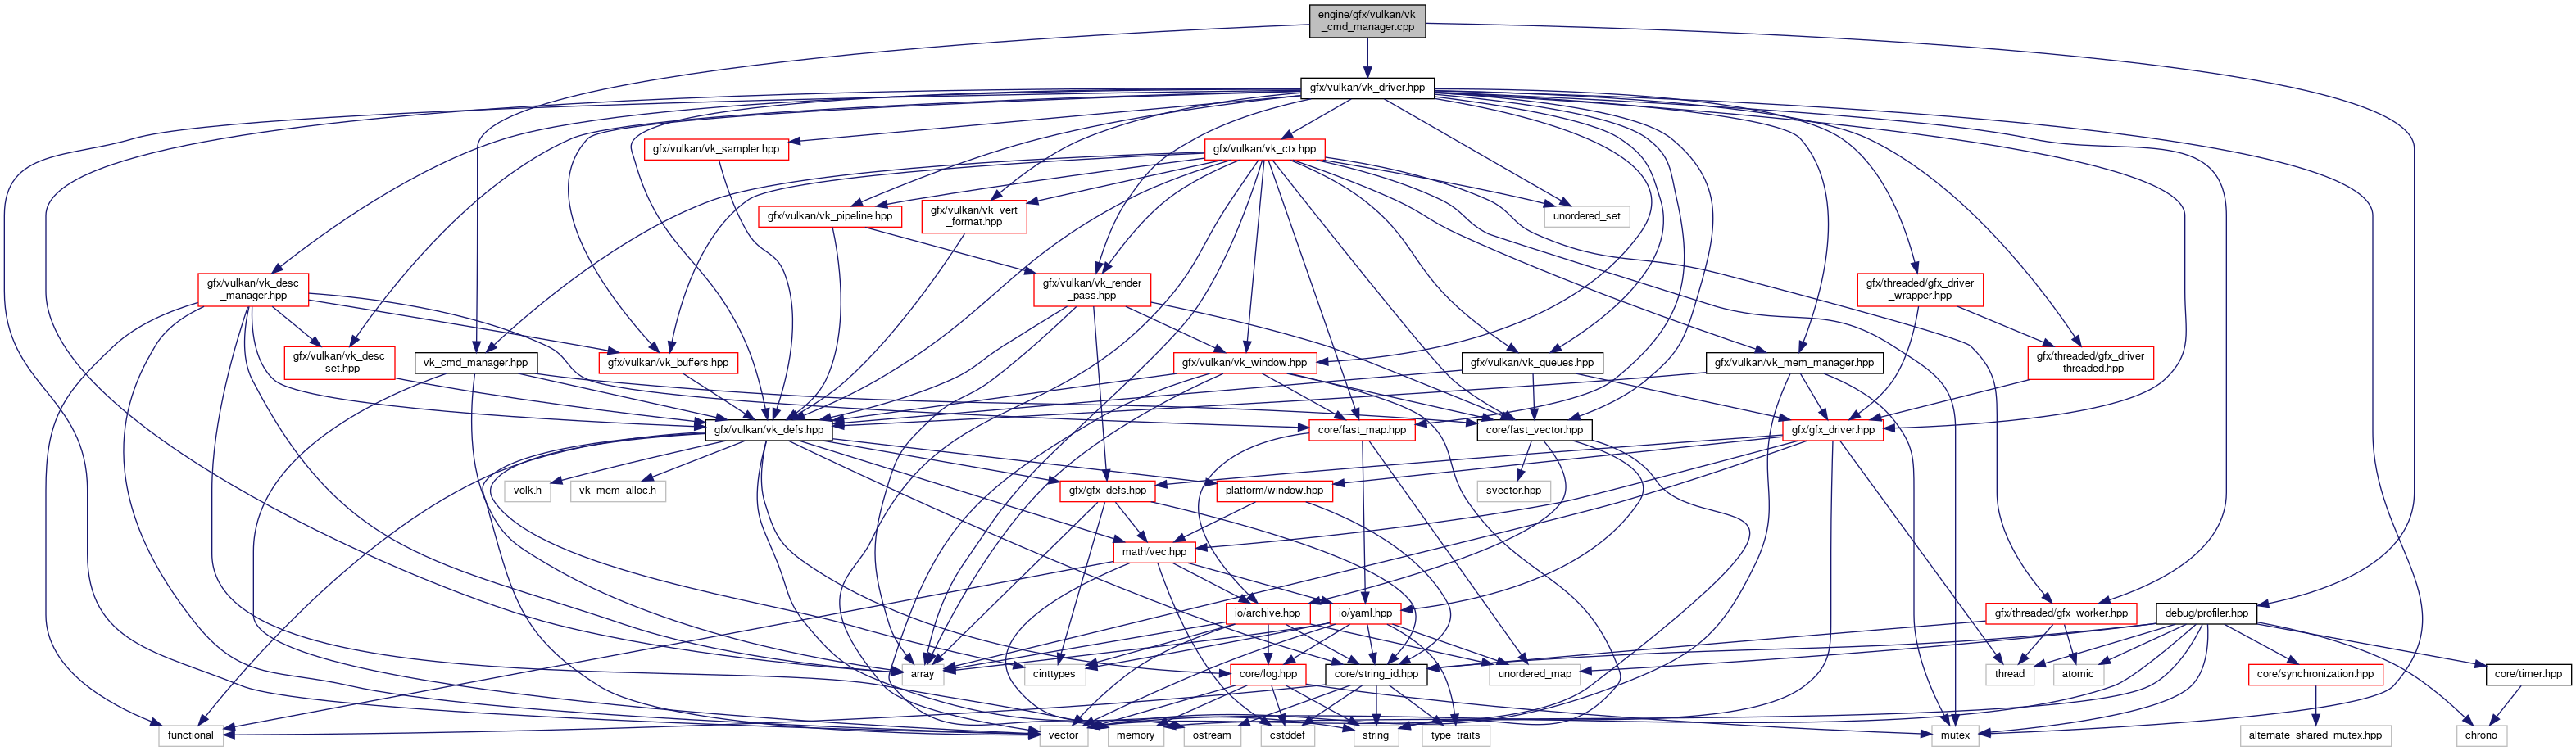 engine/gfx/vulkan/vk
_cmd_manager.cpp
gfx/vulkan/vk_driver.hpp
gfx/vulkan/vk_sampler.hpp
gfx/vulkan/vk_ctx.hpp
gfx/vulkan/vk_pipeline.hpp
gfx/vulkan/vk_vert
_format.hpp
unordered_set
gfx/vulkan/vk_desc
_manager.hpp
gfx/vulkan/vk_render
_pass.hpp
gfx/threaded/gfx_driver
_wrapper.hpp
gfx/vulkan/vk_desc
_set.hpp
vk_cmd_manager.hpp
gfx/vulkan/vk_buffers.hpp
gfx/vulkan/vk_window.hpp
gfx/vulkan/vk_queues.hpp
gfx/vulkan/vk_mem_manager.hpp
gfx/threaded/gfx_driver
_threaded.hpp
gfx/vulkan/vk_defs.hpp
core/fast_map.hpp
core/fast_vector.hpp
gfx/gfx_driver.hpp
volk.h
vk_mem_alloc.h
gfx/gfx_defs.hpp
platform/window.hpp
svector.hpp
math/vec.hpp
io/archive.hpp
io/yaml.hpp
gfx/threaded/gfx_worker.hpp
debug/profiler.hpp
array
cinttypes
core/log.hpp
core/string_id.hpp
unordered_map
thread
atomic
core/synchronization.hpp
core/timer.hpp
functional
vector
memory
ostream
cstddef
string
type_traits
mutex
alternate_shared_mutex.hpp
chrono